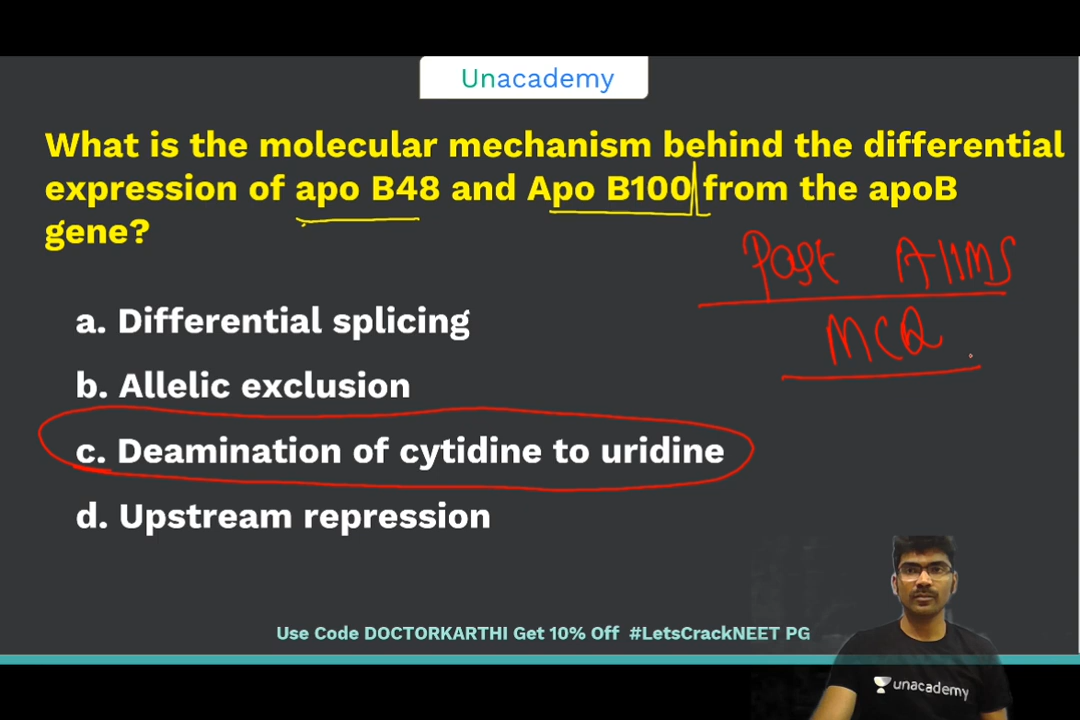 Unacademy
What is the molecular mechanism behind the differential
expression of apo B48 and Apo B100 from the apoB
gene?
Past AIIMS
MCQ
a. Differential splicing
b. Allelic exclusion
c. Deamination of cytidine to uridine
d. Upstream repression
Use Code DOCTORKARTHI Get 10% Off #LetsCrackNEET PG
unacademy